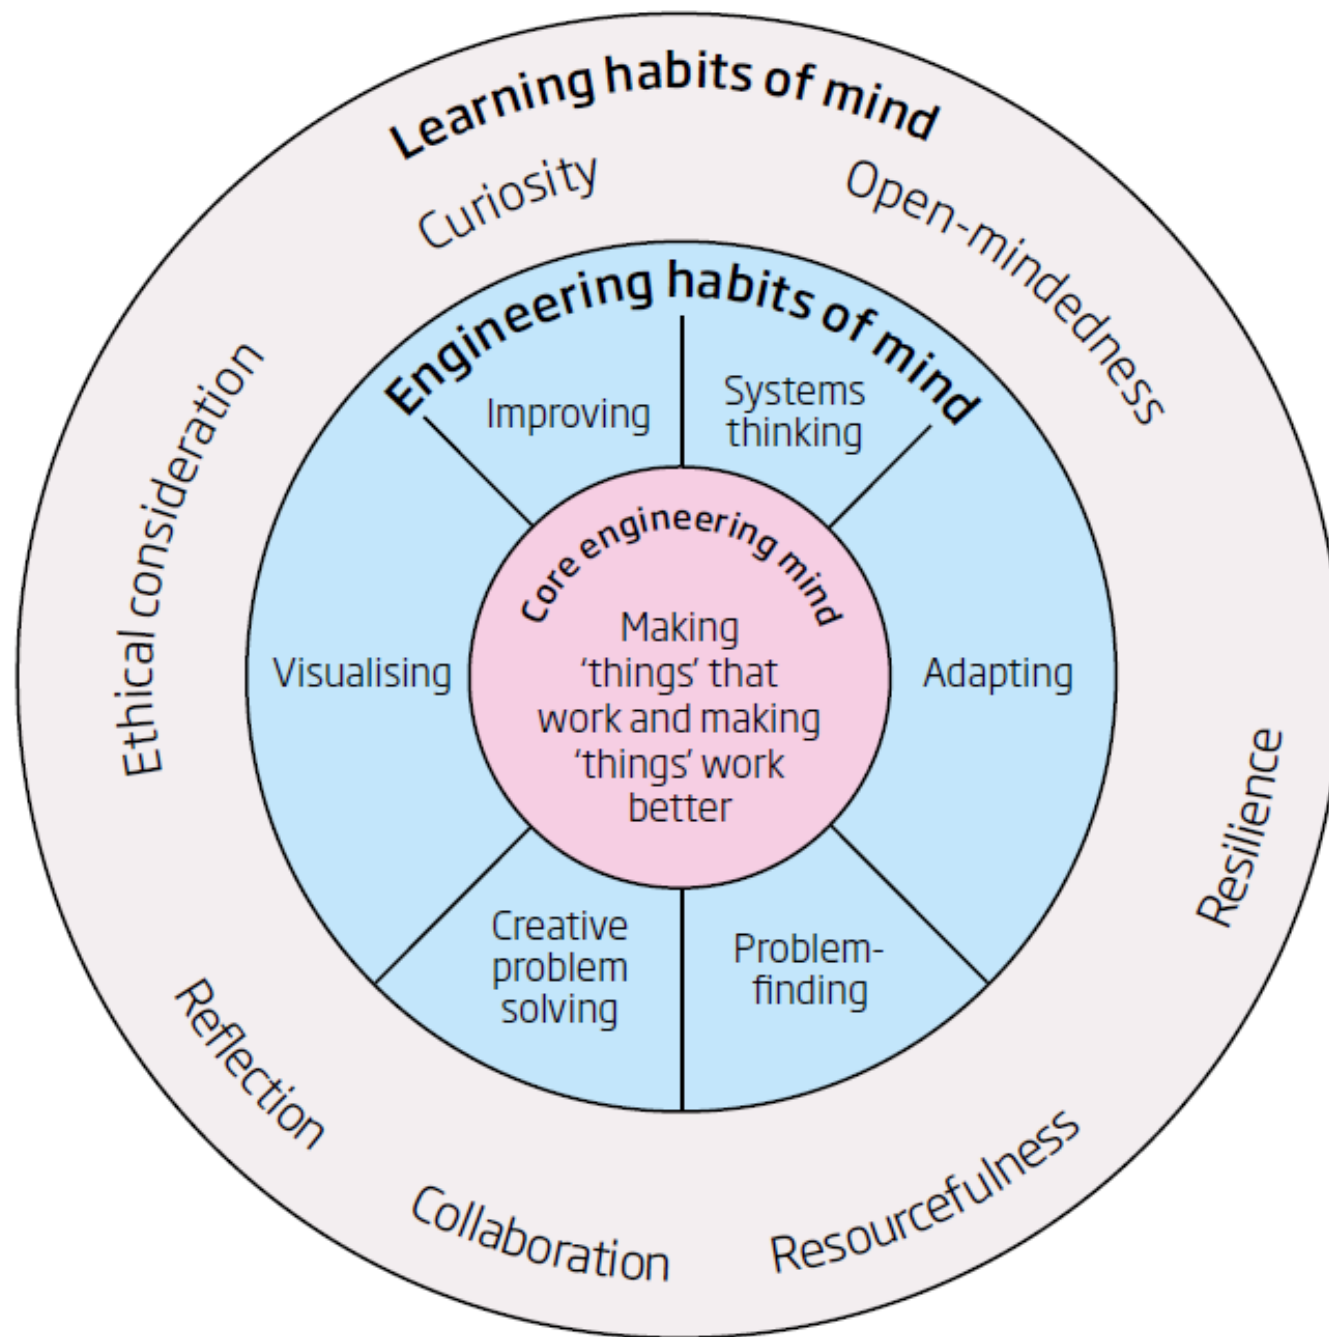 Learning habits of mind
Curiosity
Open-mindedness
Ethical consideration
Resilience
Reflection
Collaboration
Resourcefulness
Engineering habits of mind
Improving
Systems
thinking
Visualising
Adapting
Creative
problem
solving
Problem-
finding
Core engineering mind
Making
‘things’ that
work and making
‘things’ work
better